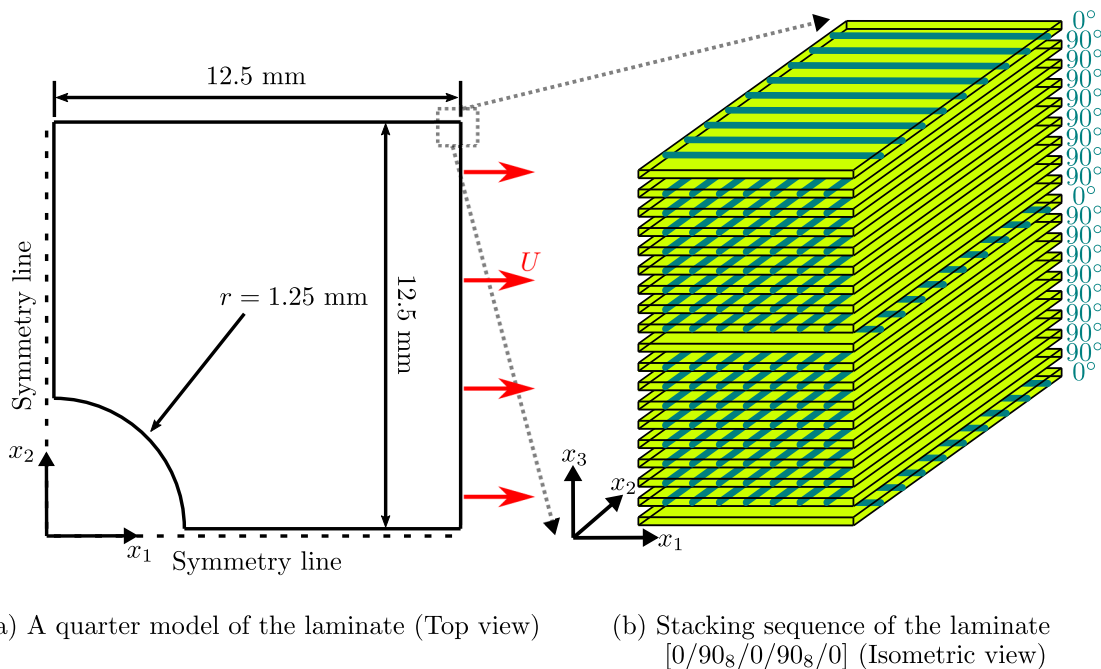 12.5 mm
12.5 mm
U
r = 1.25 mm
Symmetry line
x₂
x₁
Symmetry line
0°
90°
90°
90°
90°
90°
90°
90°
90°
0°
90°
90°
90°
90°
90°
90°
90°
90°
0°
x₃
x₂
x₁
a) A quarter model of the laminate (Top view)
(b) Stacking sequence of the laminate
[0/90₈/0/90₈/0] (Isometric view)